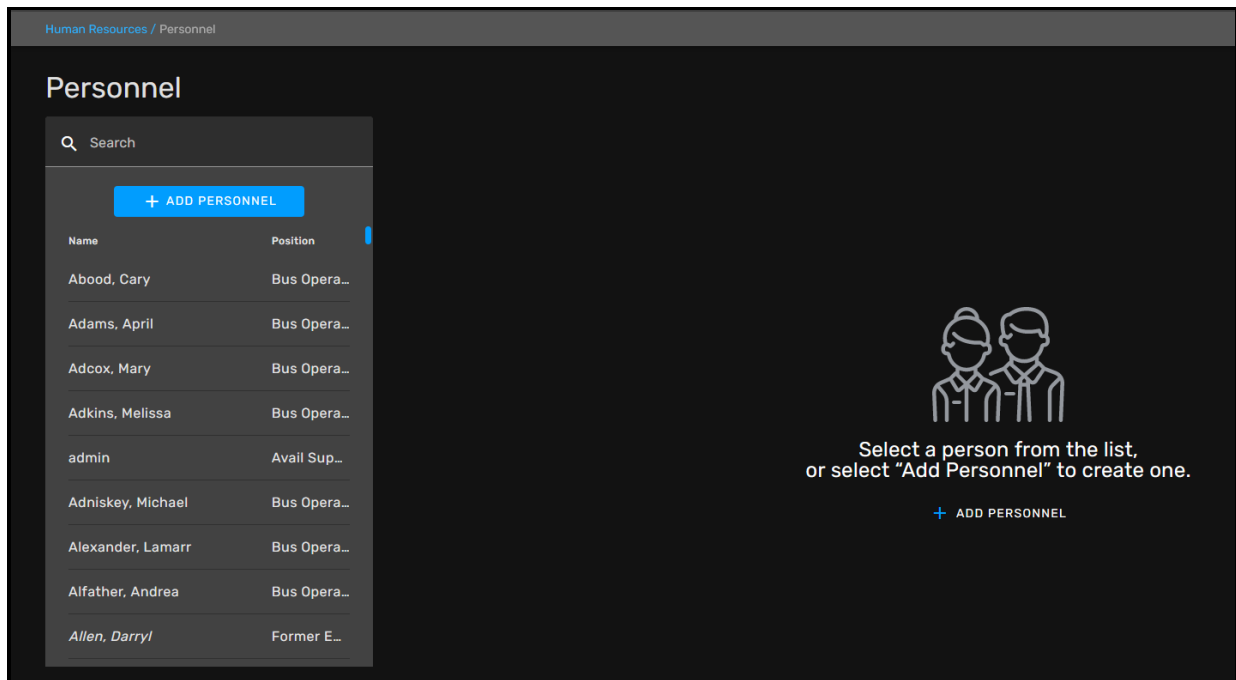 Human Resources / Personnel
Personnel
Search
+ ADD PERSONNEL
Name Position
Abood, Cary Bus Opera...
Adams, April Bus Opera...
Adcox, Mary Bus Opera...
Adkins, Melissa Bus Opera...
admin Avail Sup...
Adniskey, Michael Bus Opera...
Alexander, Lamarr Bus Opera...
Alfather, Andrea Bus Opera...
Allen, Darryl Former E...
Select a person from the list,
or select “Add Personnel” to create one.
+ ADD PERSONNEL